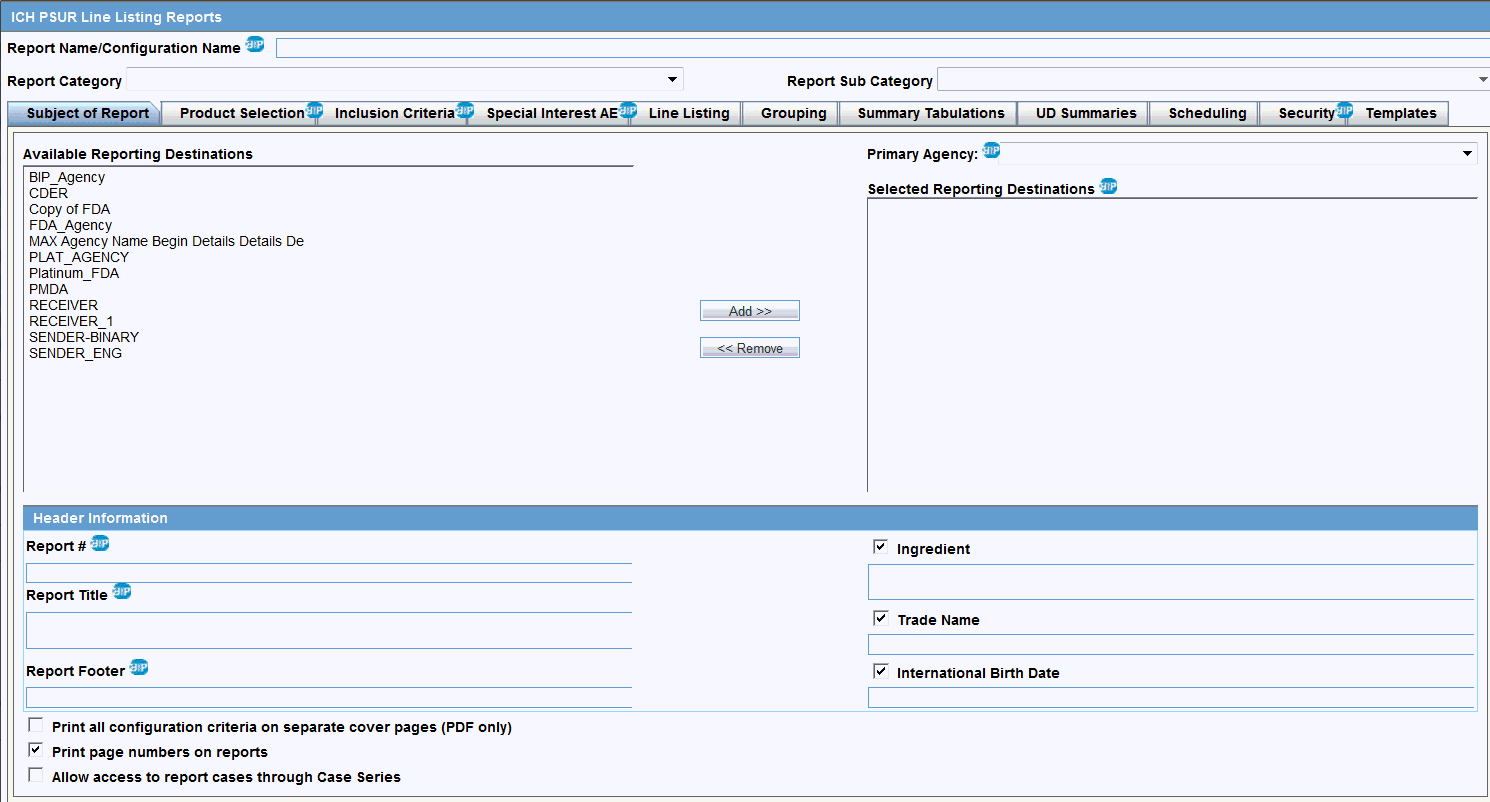 ICH PSUR Line Listing Reports
Report Name/Configuration Name BIP
Report Category Report Sub Category
Subject of Report Product Selection BIP Inclusion Criteria BIP Special Interest AE BIP Line Listing Grouping Summary Tabulations UD Summaries Scheduling Security BIP Templates
Available Reporting Destinations
BIP_Agency
CDER
Copy of FDA
FDA_Agency
MAX Agency Name Begin Details Details De
PLAT_AGENCY
Platinum_FDA
PMDA
RECEIVER
RECEIVER_1
SENDER-BINARY
SENDER_ENG
Add >>
<< Remove
Primary Agency: BIP
Selected Reporting Destinations BIP
Header Information
Report # BIP
Report Title BIP
Report Footer BIP
Ingredient
Trade Name
International Birth Date
Print all configuration criteria on separate cover pages (PDF only)
Print page numbers on reports
Allow access to report cases through Case Series